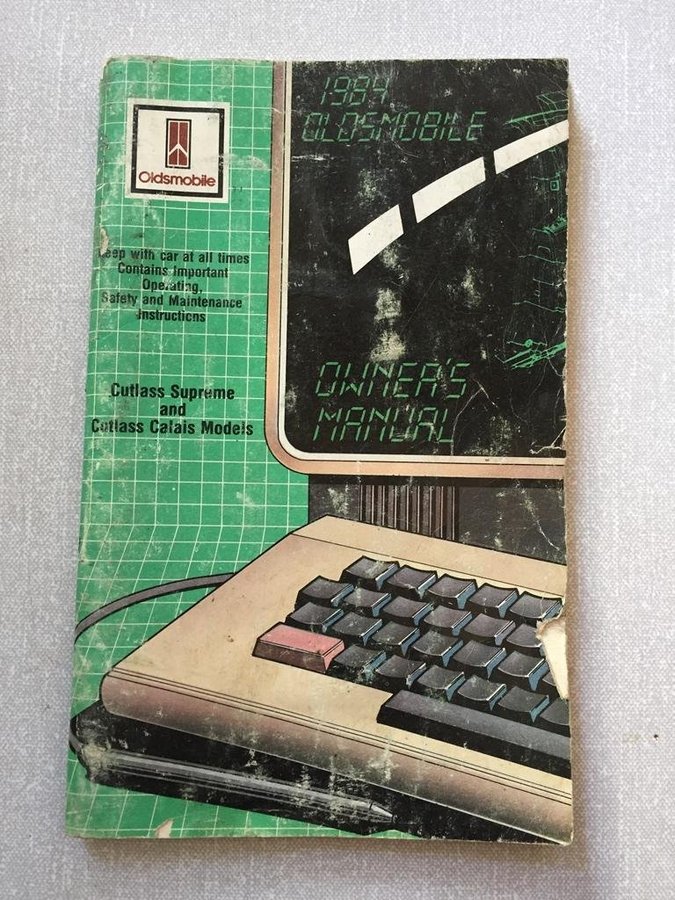 1984
OLDSMOBILE
Oldsmobile
Keep with car at all times
Contains Important
Operating,
Safety and Maintenance
Instructions
Cutlass Supreme
and
Cutlass Calais Models
OWNER'S
MANUAL